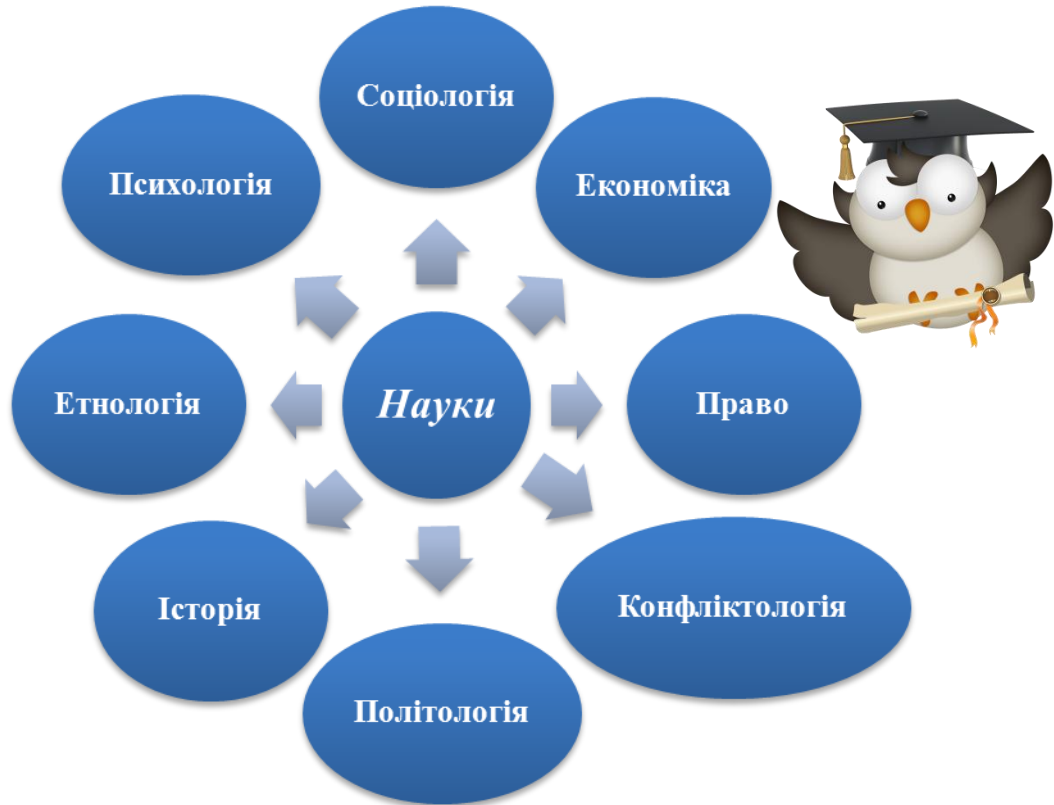 Соціологія
Психологія
Економіка
Етнологія
Науки
Право
Історія
Конфліктологія
Політологія